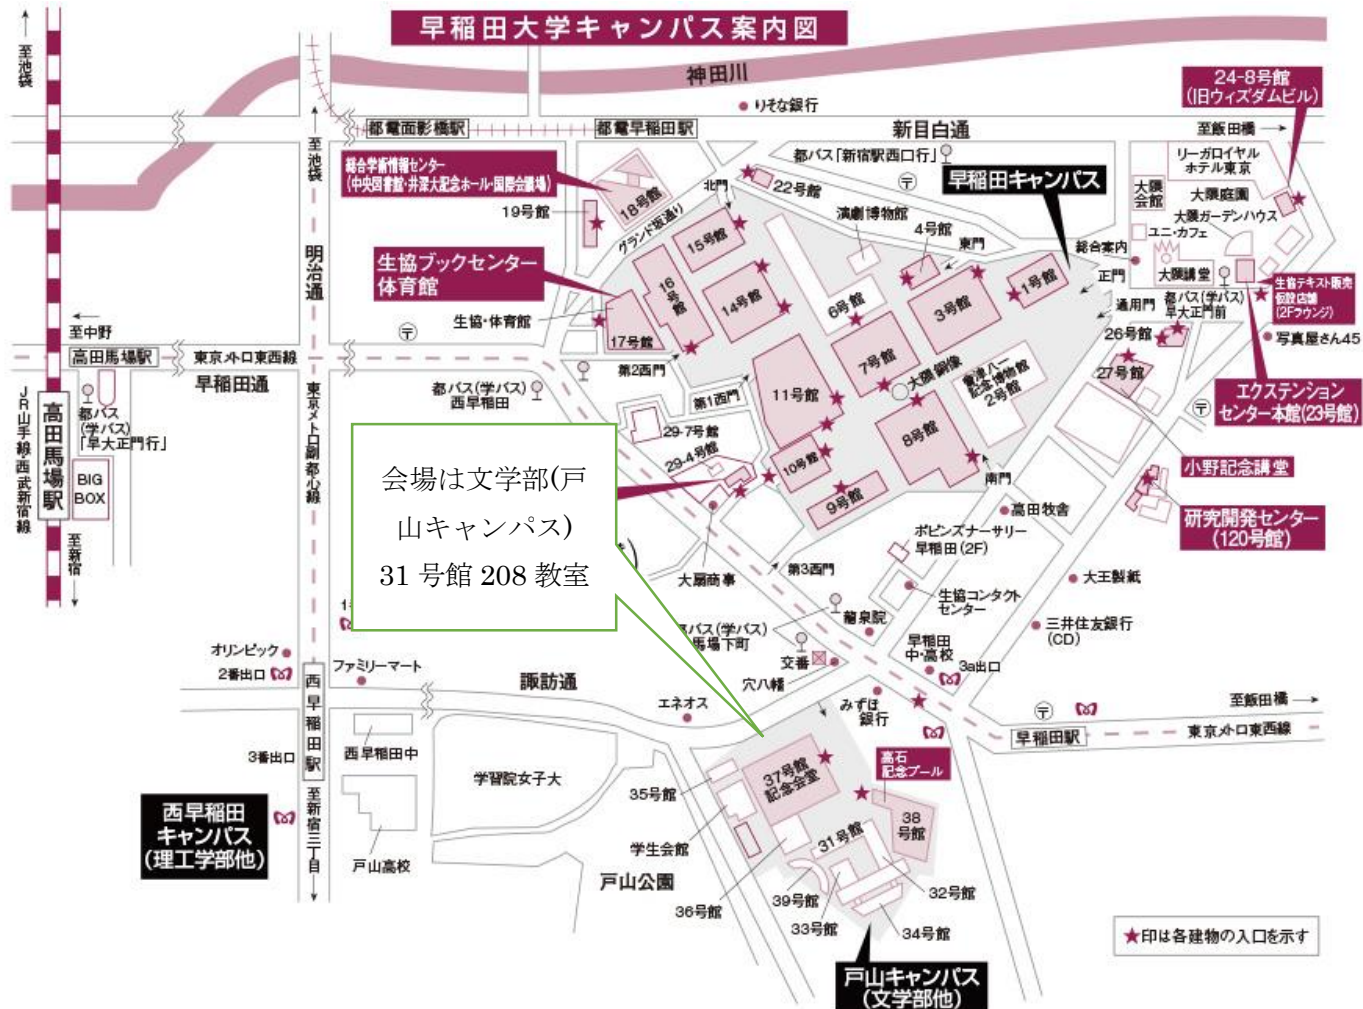 早稲田大学キャンパス案内図
至池袋
神田川
24-8号館
(旧ウィズダムビル)
りそな銀行
至池袋
都電面影橋駅
都電早稲田駅
新目白通
至飯田橋
総合学術情報センター
(中央図書館・井深大記念ホール・国際会議場)
都バス「新宿駅西口行」
リーガロイヤル
ホテル東京
早稲田キャンパス
18号館
北門
22号館
大隈
会館
大隈庭園
19号館
グランド坂通り
演劇博物館
大隈ガーデンハウス
ユニ・カフェ
15号館
4号館
東門
総合案内
明治通
生協ブックセンター
体育館
16号館
14号館
6号館
3号館
1号館
正門
大隈講堂
生協テキスト販売
仮設店舗
(2Fラウンジ)
通用門
都バス(学バス)
早大正門前
至中野
生協・体育館
17号館
26号館
写真屋さん45
高田馬場駅
東京メトロ東西線
早稲田通
第2西門
7号館
大隈銅像
會津八一
記念博物館
2号館
27号館
都バス
(学バス)
「早大正門行」
都バス(学バス)
西早稲田
第1西門
11号館
エクステンション
センター本館(23号館)
JR山手線・西武新宿線
高田馬場駅
東京メトロ副都心線
29-7号館
8号館
29-4号館
10号館
小野記念講堂
BIG
BOX
会場は文学部(戸
山キャンパス)
31 号館 208 教室
9号館
南門
高田牧舎
研究開発センター
(120号館)
ポピンズナーサリー
早稲田(2F)
至新宿
大扇商事
第3西門
大王製紙
生協コンタクト
センター
龍泉院
三井住友銀行
(CD)
都バス(学バス)
馬場下町
早稲田
中・高校
オリンピック
2番出口
ファミリーマート
交番
穴八幡
3a出口
西早稲田駅
諏訪通
エネオス
みずほ
銀行
至飯田橋
早稲田駅
東京メトロ東西線
3番出口
西早稲田中
学習院女子大
37号館
記念会堂
高石
記念プール
35号館
西早稲田
キャンパス
(理工学部他)
至新宿三丁目
38
号館
31号館
学生会館
戸山高校
戸山公園
32号館
39号館
36号館
33号館
34号館
★印は各建物の入口を示す
戸山キャンパス
(文学部他)